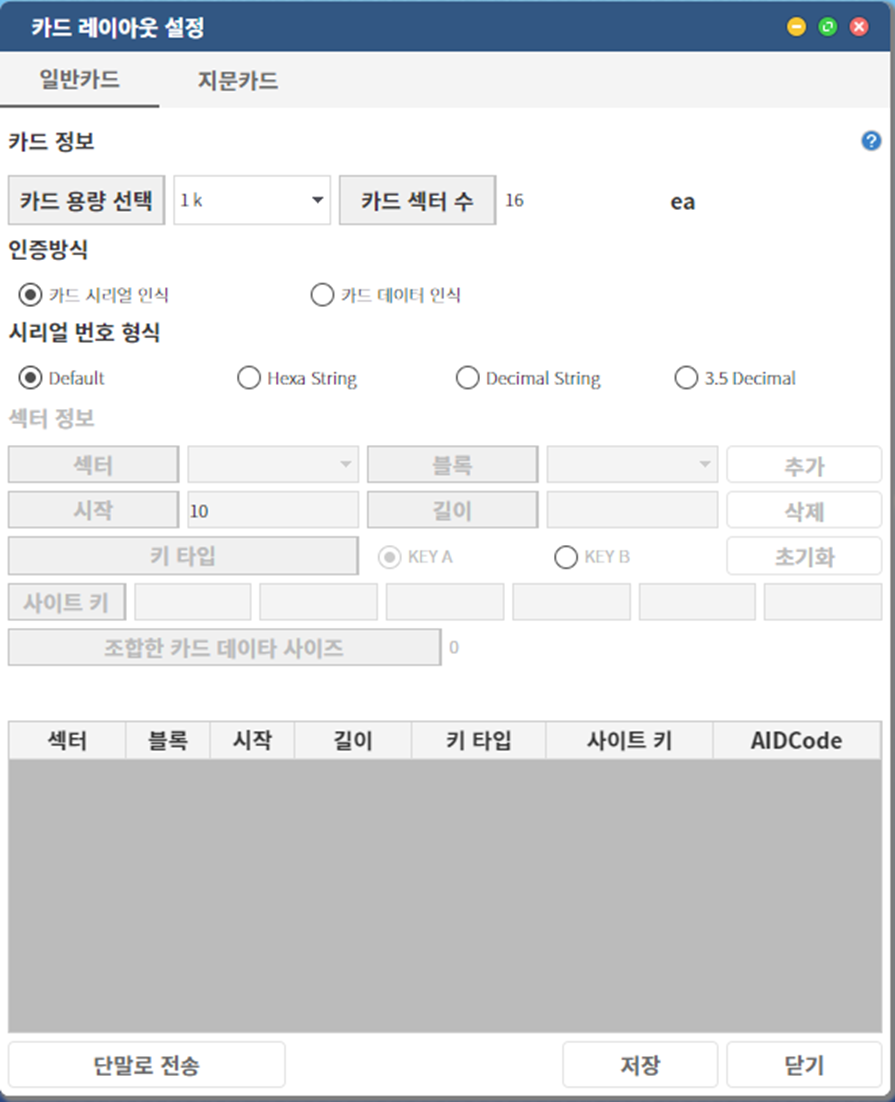 카드 레이아웃 설정
일반카드 지문카드
카드 정보
카드 용량 선택 1 k 카드 섹터 수 16 ea
인증방식
카드 시리얼 인식 카드 데이터 인식
시리얼 번호 형식
Default Hexa String Decimal String 3.5 Decimal
섹터 정보
섹터 블록 추가
시작 10 길이 삭제
키 타입 KEY A KEY B 초기화
사이트 키
조합한 카드 데이타 사이즈 0
섹터 블록 시작 길이 키 타입 사이트 키 AIDCode
단말로 전송 저장 닫기